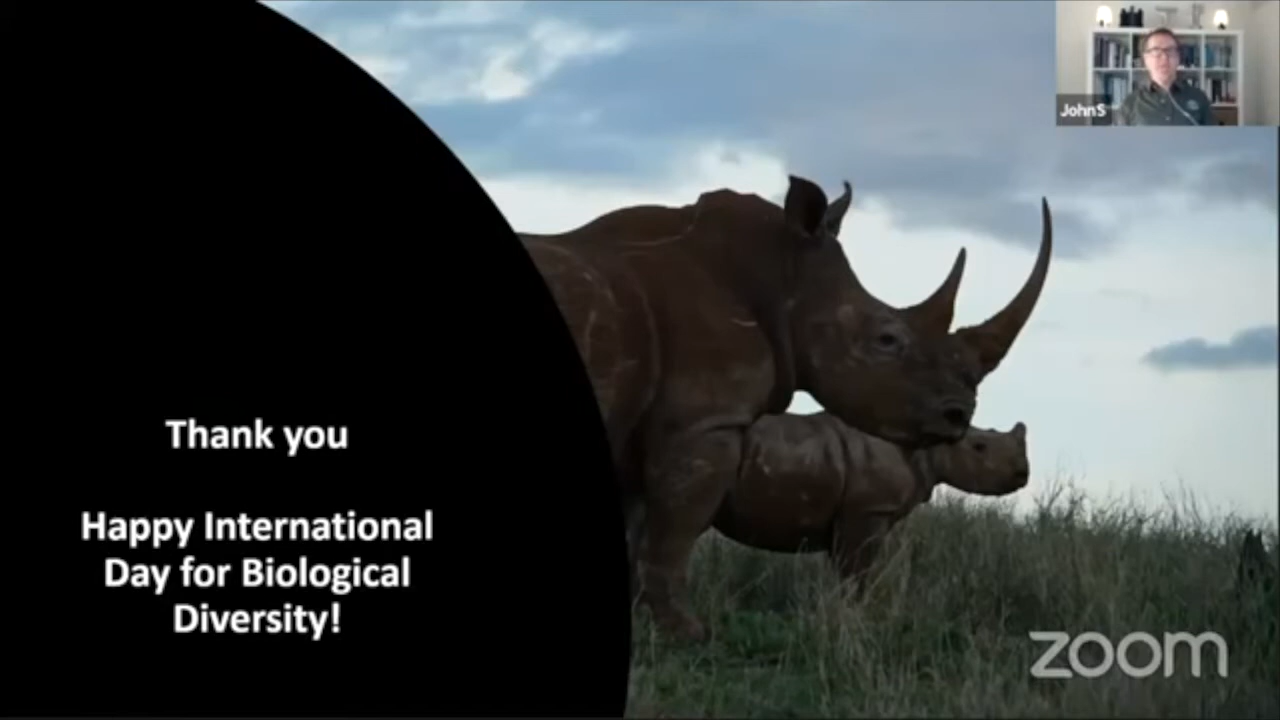 JohnS
Thank you
Happy International
Day for Biological
Diversity!
zoom